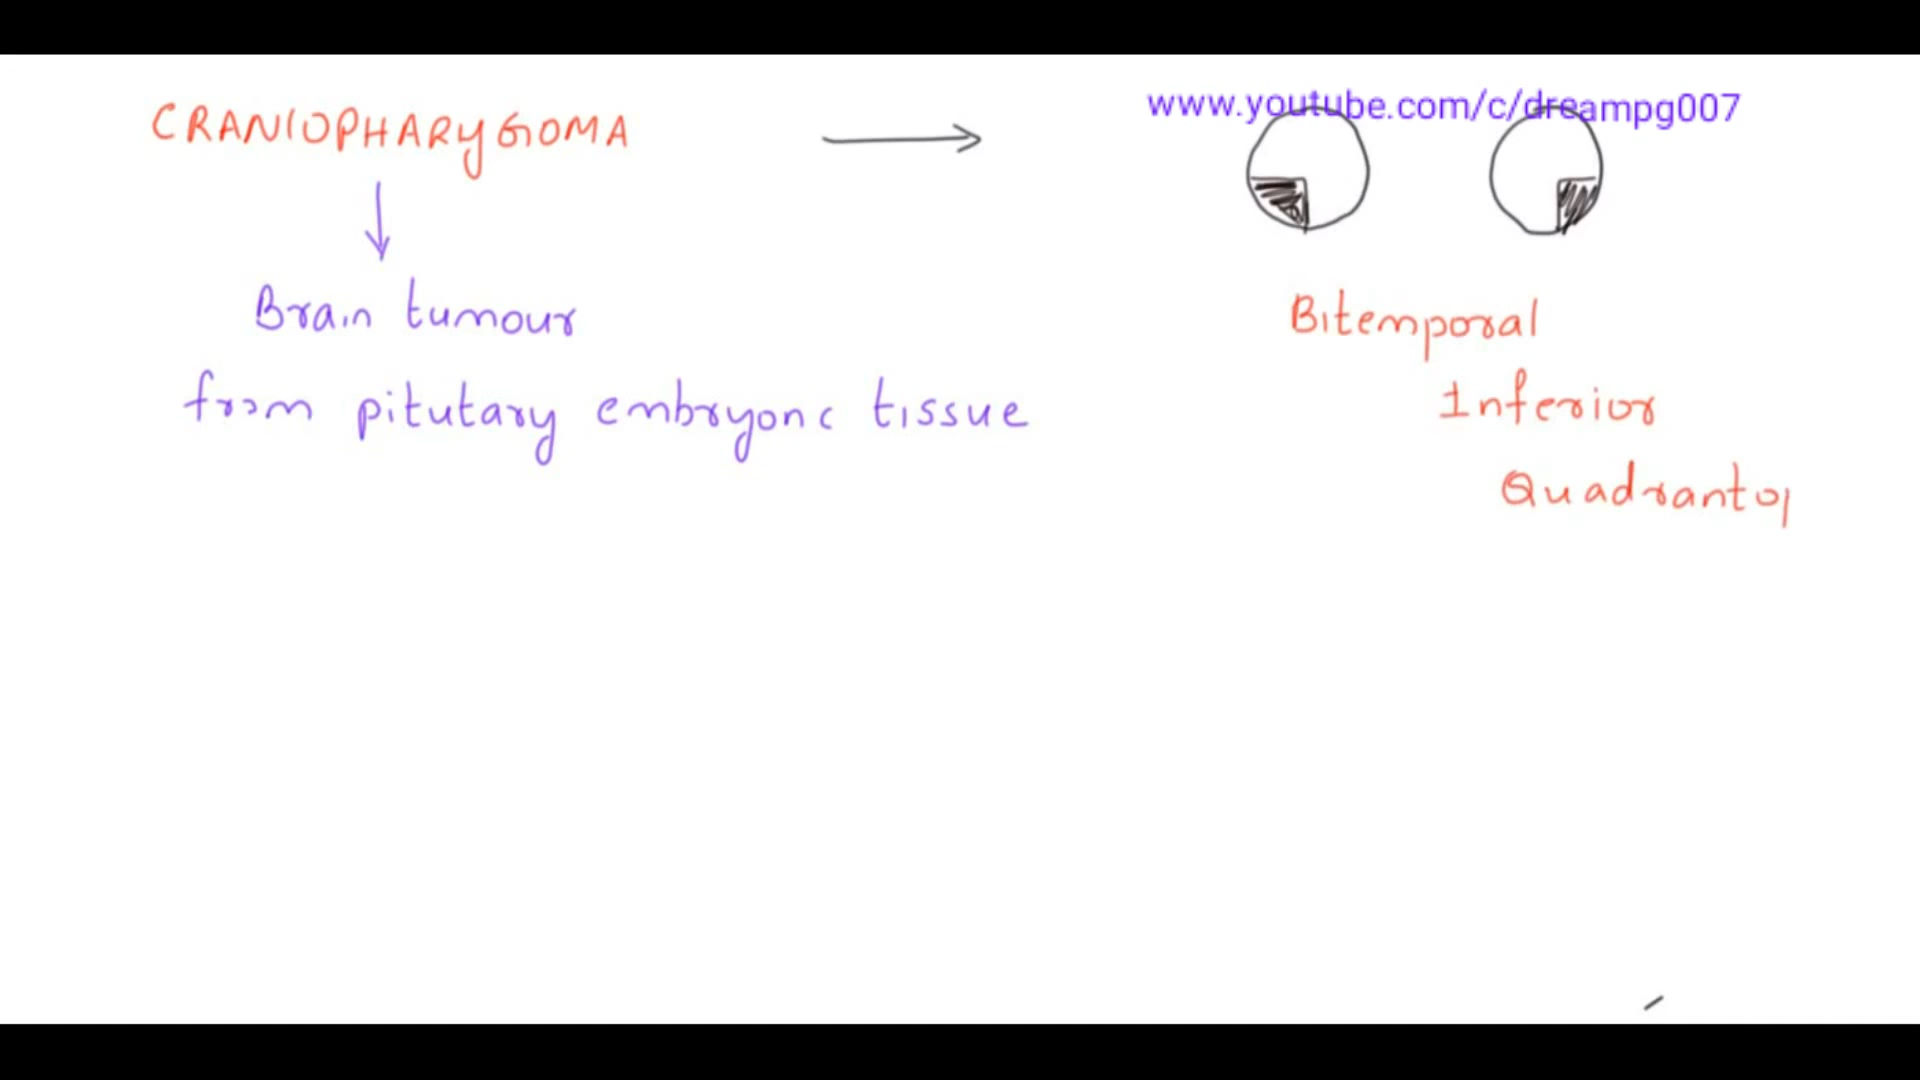 CRANIOPHARYGIOMA
www.youtube.com/c/dreampg007
Brain tumour
from pitutary embryonc tissue
Bitemporal
Inferior
Quadrantop